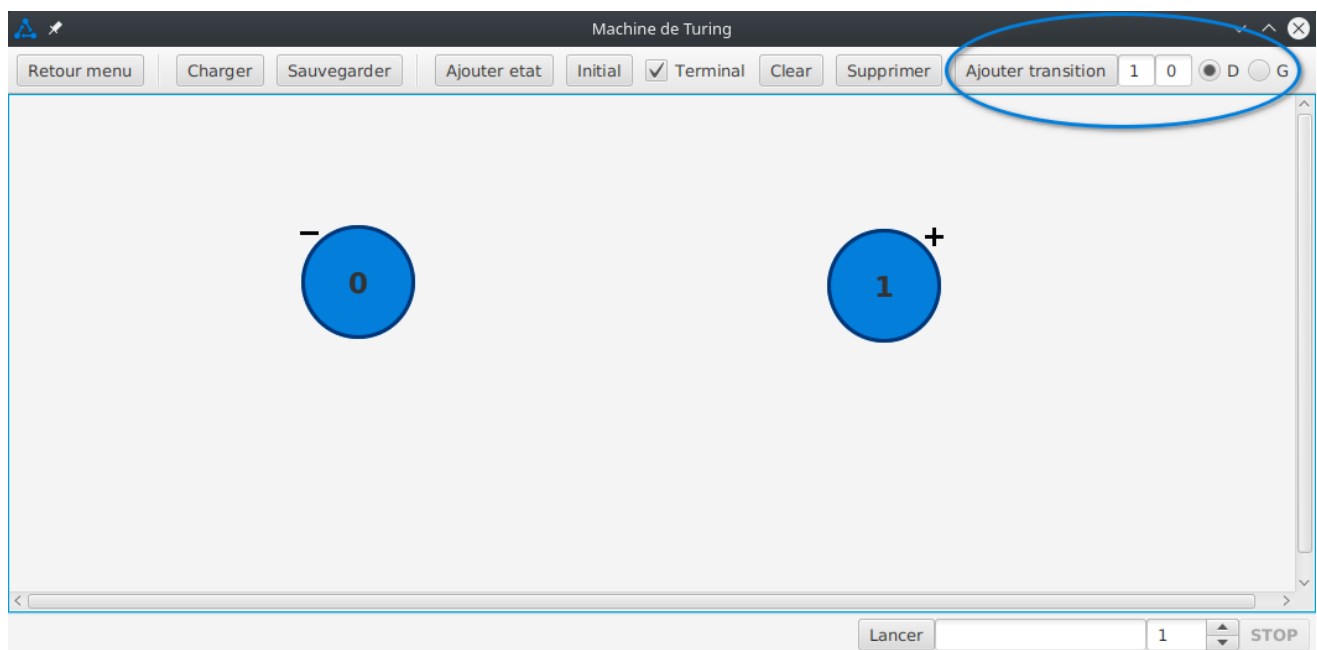 Machine de Turing
Retour menu Charger Sauvegarder Ajouter etat Initial Terminal Clear Supprimer Ajouter transition 1 0 D G
− +
0 1
Lancer 1 STOP